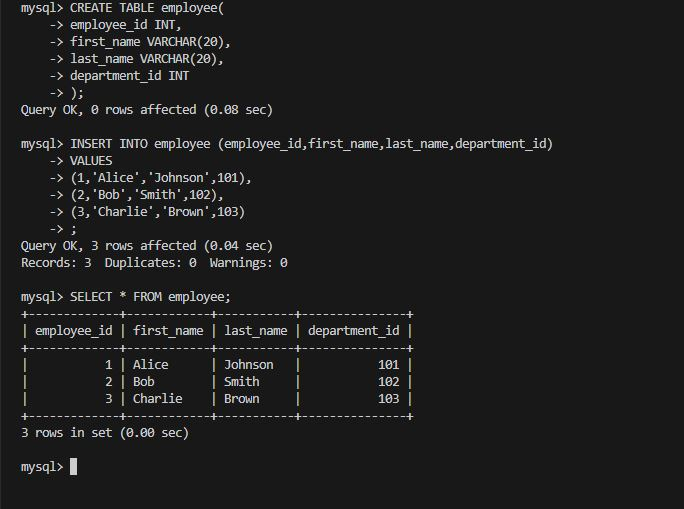 mysql> CREATE TABLE employee(
    -> employee_id INT,
    -> first_name VARCHAR(20),
    -> last_name VARCHAR(20),
    -> department_id INT
    -> );
Query OK, 0 rows affected (0.08 sec)

mysql> INSERT INTO employee (employee_id,first_name,last_name,department_id)
    -> VALUES
    -> (1,'Alice','Johnson',101),
    -> (2,'Bob','Smith',102),
    -> (3,'Charlie','Brown',103)
    -> ;
Query OK, 3 rows affected (0.04 sec)
Records: 3  Duplicates: 0  Warnings: 0

mysql> SELECT * FROM employee;
+-------------+------------+-----------+---------------+
| employee_id | first_name | last_name | department_id |
+-------------+------------+-----------+---------------+
|           1 | Alice      | Johnson   |           101 |
|           2 | Bob        | Smith     |           102 |
|           3 | Charlie    | Brown     |           103 |
+-------------+------------+-----------+---------------+
3 rows in set (0.00 sec)

mysql>